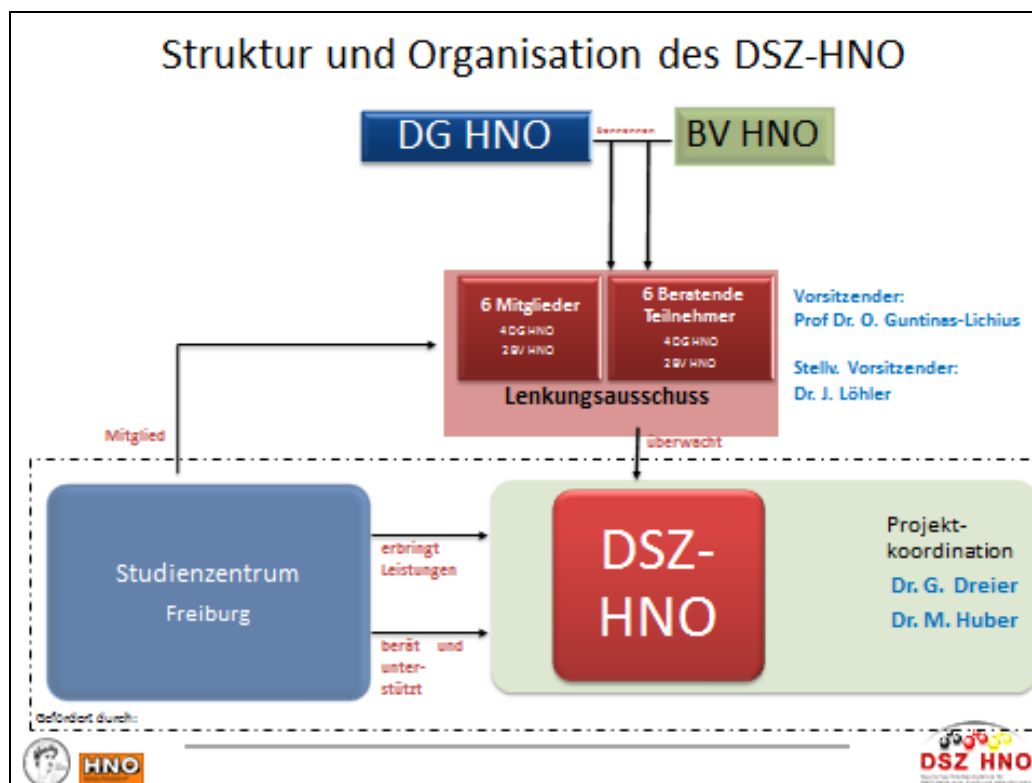 Struktur und Organisation des DSZ-HNO
DG HNO
BV HNO
6 Mitglieder
4 DG HNO
2 BV HNO
6 Beratende
Teilnehmer
4 DG HNO
2 BV HNO
Lenkungsausschuss
Vorsitzender:
Prof Dr. O. Guntinas-Lichius
Stellv. Vorsitzender:
Dr. J. Löhler
Mitglied
überwacht
Studienzentrum
Freiburg
erbringt
Leistungen
berät und
unter-
stützt
DSZ-
HNO
Projekt-
koordination
Dr. G. Dreier
Dr. M. Huber
Gefördert durch:
HNO
DSZ HNO